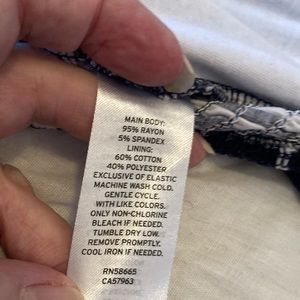 MAIN BODY:
95% RAYON
5% SPANDEX
LINING:
60% COTTON
40% POLYESTER
EXCLUSIVE OF ELASTIC
MACHINE WASH COLD.
GENTLE CYCLE.
WITH LIKE COLORS.
ONLY NON-CHLORINE
BLEACH IF NEEDED.
TUMBLE DRY LOW.
REMOVE PROMPTLY.
COOL IRON IF NEEDED.
RN58665
CA57963